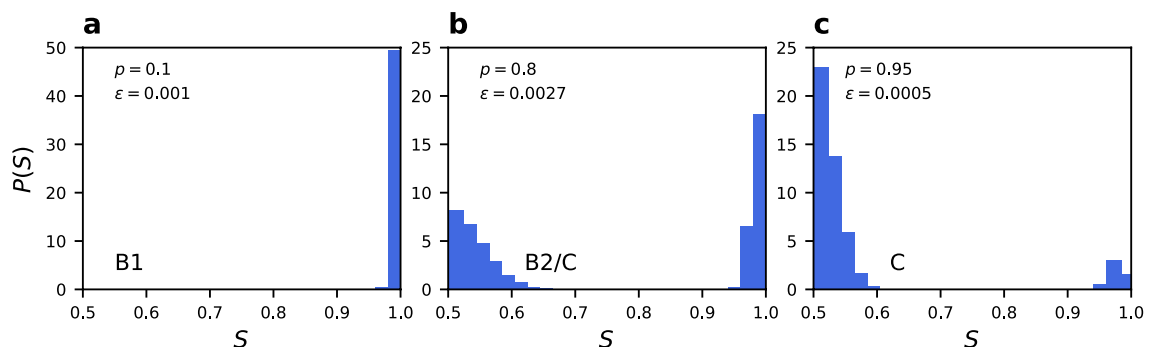 a
p = 0.1
ε = 0.001
B1
50
40
30
20
10
0
0.5 0.6 0.7 0.8 0.9 1.0
S
P(S)
b
p = 0.8
ε = 0.0027
B2/C
25
20
15
10
5
0
0.5 0.6 0.7 0.8 0.9 1.0
S
c
p = 0.95
ε = 0.0005
C
25
20
15
10
5
0
0.5 0.6 0.7 0.8 0.9 1.0
S